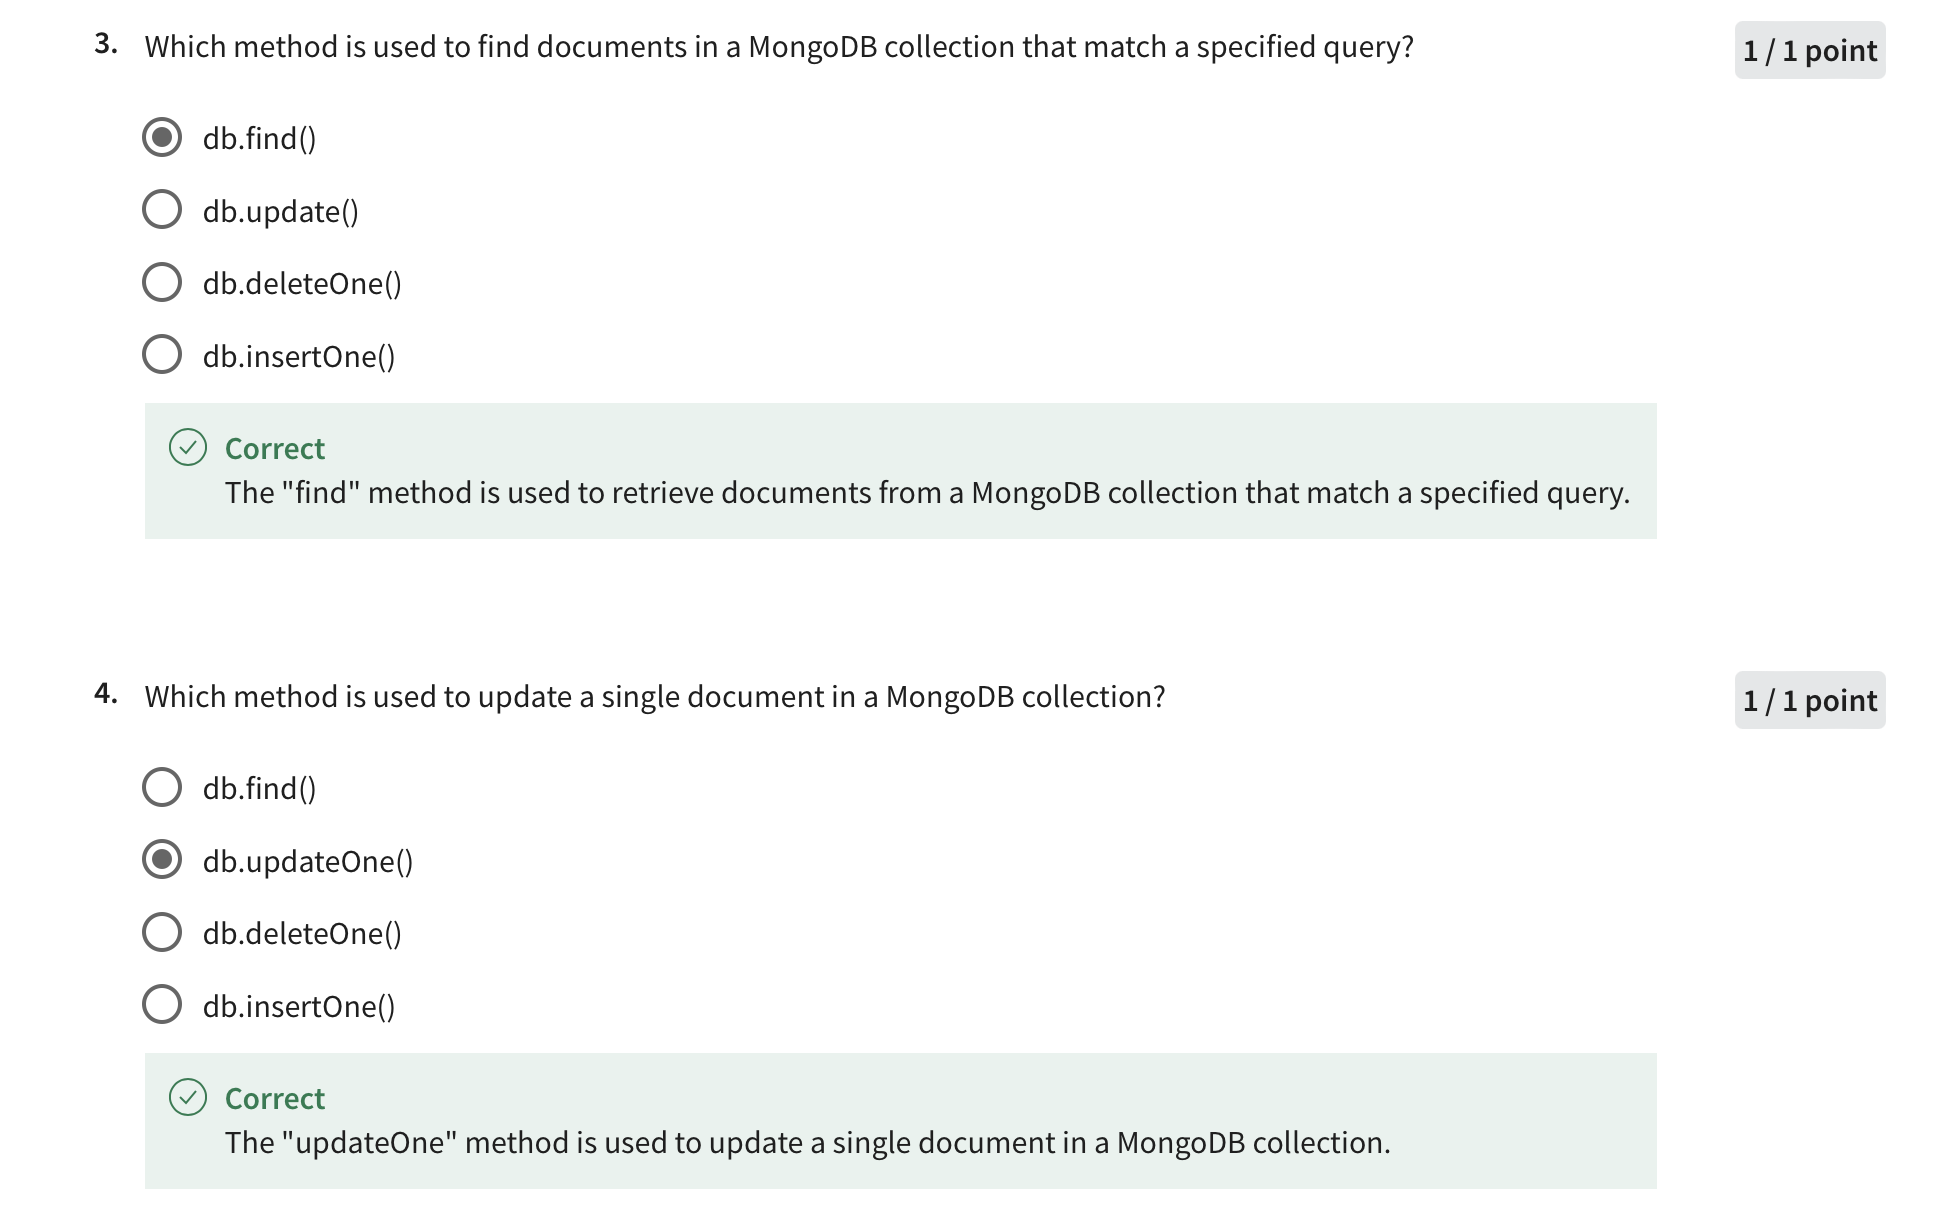 3. Which method is used to find documents in a MongoDB collection that match a specified query?
1 / 1 point
db.find()
db.update()
db.deleteOne()
db.insertOne()
Correct
The "find" method is used to retrieve documents from a MongoDB collection that match a specified query.
4. Which method is used to update a single document in a MongoDB collection?
1 / 1 point
db.find()
db.updateOne()
db.deleteOne()
db.insertOne()
Correct
The "updateOne" method is used to update a single document in a MongoDB collection.